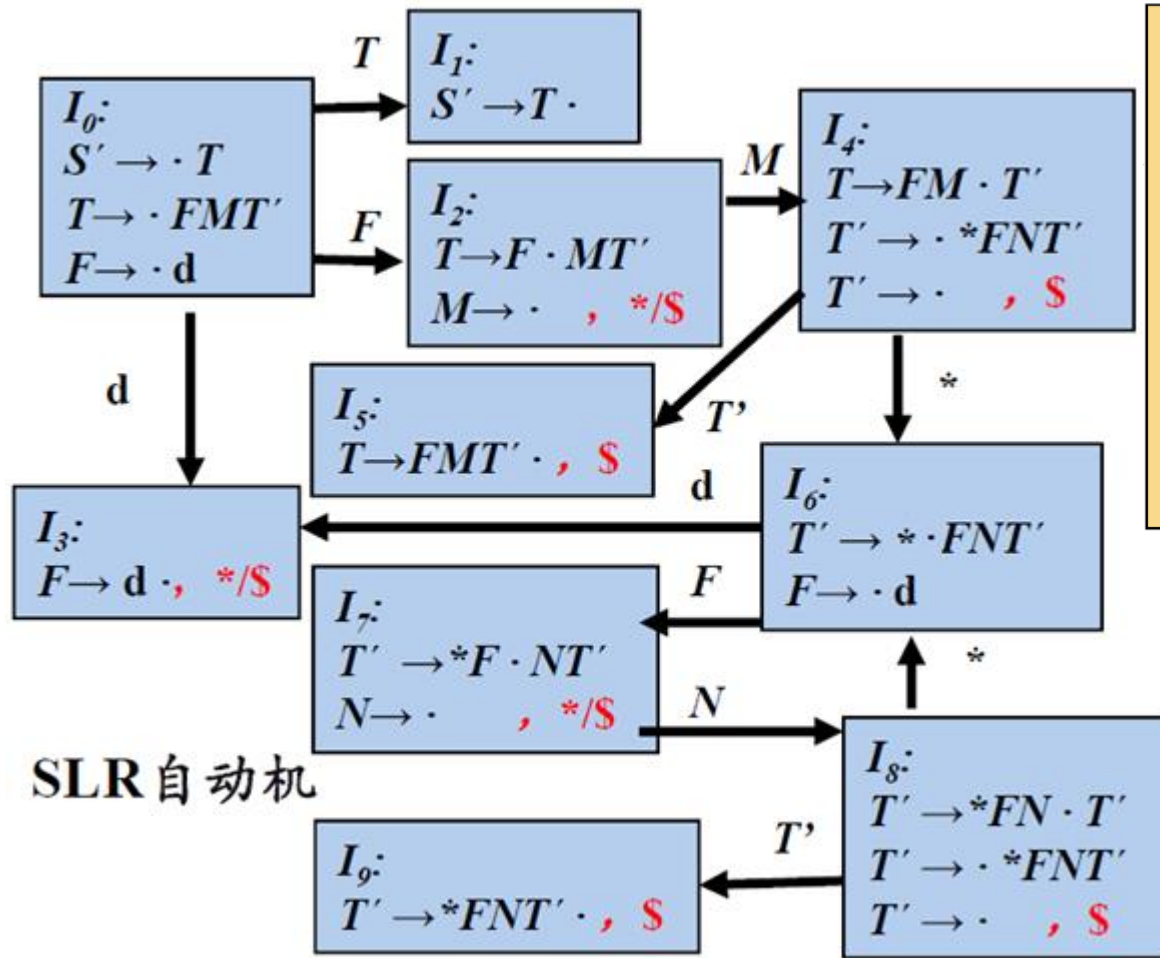 T
I₁:
S′ → T ·
I₀:
S′ → · T
T → · FMT′
F → · d
F
I₂:
T → F · MT′
M → · , */$
M
I₄:
T → FM · T′
T′ → · *FNT′
T′ → · , $
d
*
T’
I₅:
T → FMT′ · , $
d
I₃:
F → d · , */$
I₆:
T′ → * · FNT′
F → · d
F
I₇:
T′ → *F · NT′
N → · , */$
N
*
SLR自动机
I₈:
T′ → *FN · T′
T′ → · *FNT′
T′ → · , $
T’
I₉:
T′ → *FNT′ · , $